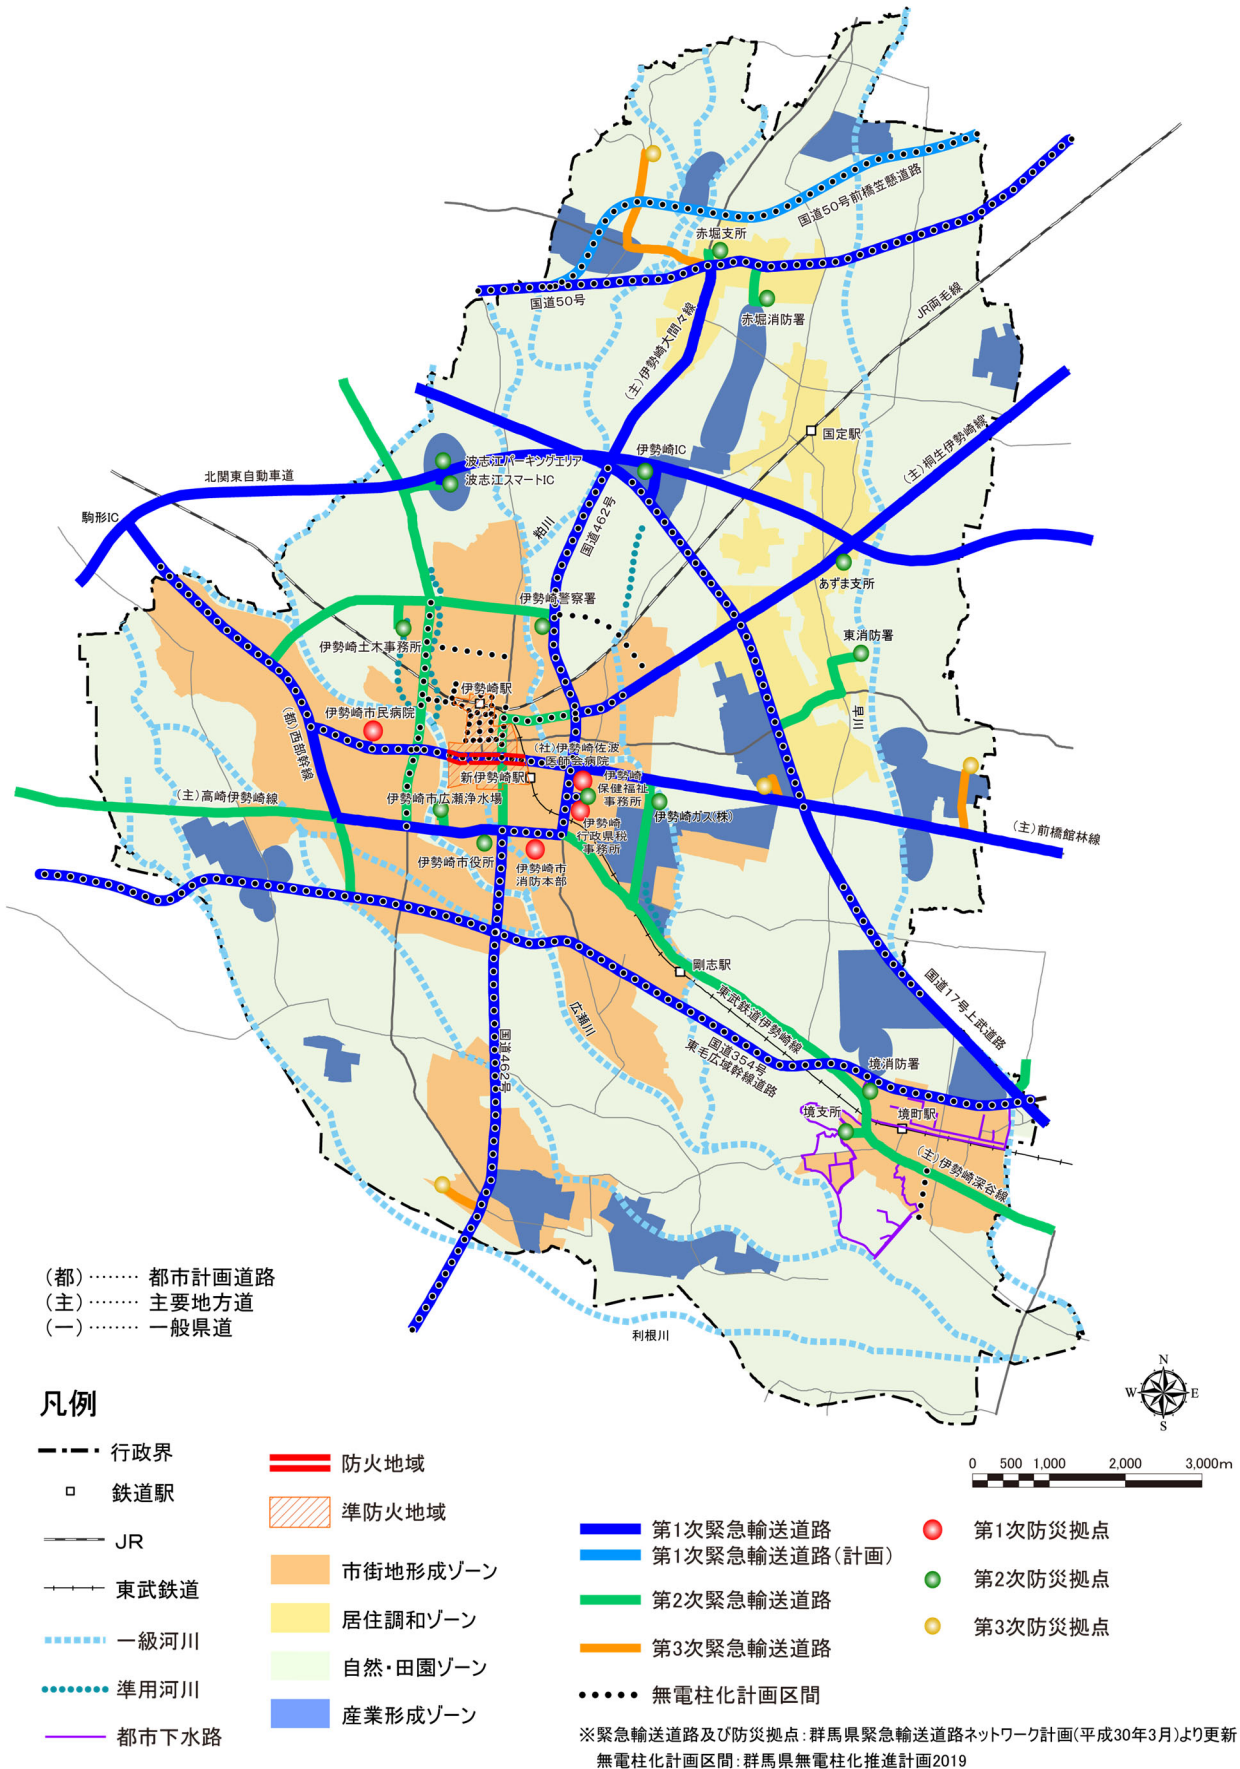 国道50号前橋笠懸道路
赤堀支所
国道50号
赤堀消防署
JR両毛線
(主)伊勢崎大間々線
国定駅
(主)桐生伊勢崎線
伊勢崎IC
波志江パーキングエリア
波志江スマートIC
北関東自動車道
駒形IC
粕川
国道462号
あずま支所
伊勢崎警察署
東消防署
伊勢崎土木事務所
伊勢崎駅
伊勢崎市民病院
早川
(都)西部幹線
(社)伊勢崎佐波
医師会病院
新伊勢崎駅
伊勢崎
保健福祉
事務所
(主)高崎伊勢崎線
伊勢崎市広瀬浄水場
伊勢崎ガス(株)
伊勢崎
行政県税
事務所
(主)前橋館林線
伊勢崎市役所
伊勢崎市
消防本部
剛志駅
国道17号上武道路
東武鉄道伊勢崎線
広瀬川
国道462号
国道354号
東毛広域幹線道路
境消防署
境支所
境町駅
(主)伊勢崎深谷線
利根川
(都)‥‥‥‥ 都市計画道路
(主)‥‥‥‥ 主要地方道
(一)‥‥‥‥ 一般県道
N
W E
S
凡例
行政界
鉄道駅
JR
東武鉄道
一級河川
準用河川
都市下水路
防火地域
準防火地域
市街地形成ゾーン
居住調和ゾーン
自然・田園ゾーン
産業形成ゾーン
0 500 1,000 2,000 3,000m
第1次緊急輸送道路
第1次緊急輸送道路(計画)
第2次緊急輸送道路
第3次緊急輸送道路
無電柱化計画区間
第1次防災拠点
第2次防災拠点
第3次防災拠点
※緊急輸送道路及び防災拠点:群馬県緊急輸送道路ネットワーク計画(平成30年3月)より更新
無電柱化計画区間:群馬県無電柱化推進計画2019